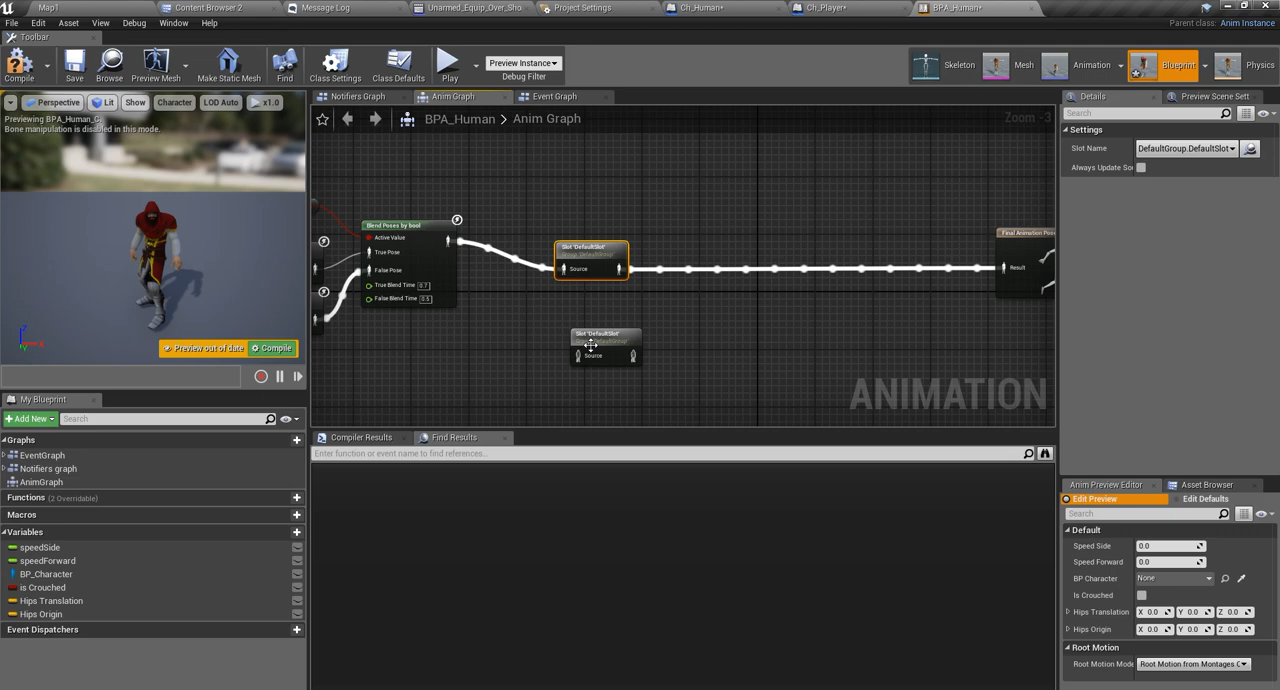 Map1
Content Browser 2
Message Log
Unarmed_Equip_Over_Sho
Project Settings
Ch_Human*
Ch_Player*
BPA_Human*
File Edit Asset View Debug Window Help
Parent class: Anim Instance
Toolbar
Compile
Save
Browse
Preview Mesh
Make Static Mesh
Find
Class Settings
Class Defaults
Play
Preview Instance
Debug Filter
Skeleton
Mesh
Animation
Blueprint
Physics
Perspective
Lit
Show
Character
LOD Auto
x1.0
Previewing BPA_Human_C.
Bone manipulation is disabled in this mode.
Preview out of date
Compile
Notifiers Graph
Anim Graph
Event Graph
BPA_Human > Anim Graph
Zoom -3
Blend Poses by bool
Active Value
True Pose
False Pose
True Blend Time 0.7
False Blend Time 0.5
Slot 'DefaultSlot'
Group 'DefaultGroup'
Source
Slot 'DefaultSlot'
Source
Final Animation Pose
Result
ANIMATION
Details
Preview Scene Sett
Search
Settings
Slot Name
DefaultGroup.DefaultSlot
Always Update Sou
My Blueprint
+Add New
Search
Graphs
EventGraph
Notifiers graph
AnimGraph
Functions (2 Overridable)
Macros
Variables
speedSide
speedForward
BP_Character
is Crouched
Hips Translation
Hips Origin
Event Dispatchers
Compiler Results
Find Results
Enter function or event name to find references...
Anim Preview Editor
Asset Browser
Edit Preview
Edit Defaults
Search
Default
Speed Side 0.0
Speed Forward 0.0
BP Character None
Is Crouched
Hips Translation X 0.0 Y 0.0 Z 0.0
Hips Origin X 0.0 Y 0.0 Z 0.0
Root Motion
Root Motion Mode Root Motion from Montages O